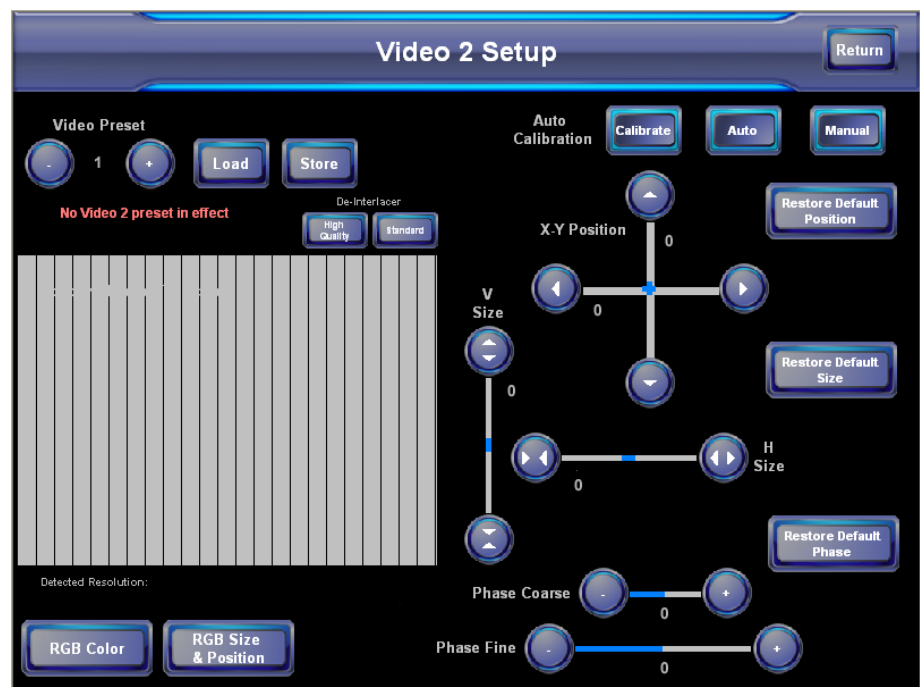 Video 2 Setup
Return
Video Preset
- 1 +
Load
Store
Auto
Calibration
Calibrate
Auto
Manual
No Video 2 preset in effect
De-Interlacer
High
Quality
Standard
X-Y Position
0
0
Restore Default
Position
V
Size
0
Restore Default
Size
H
Size
0
Restore Default
Phase
Detected Resolution:
Phase Coarse
- +
0
RGB Color
RGB Size
& Position
Phase Fine
- +
0